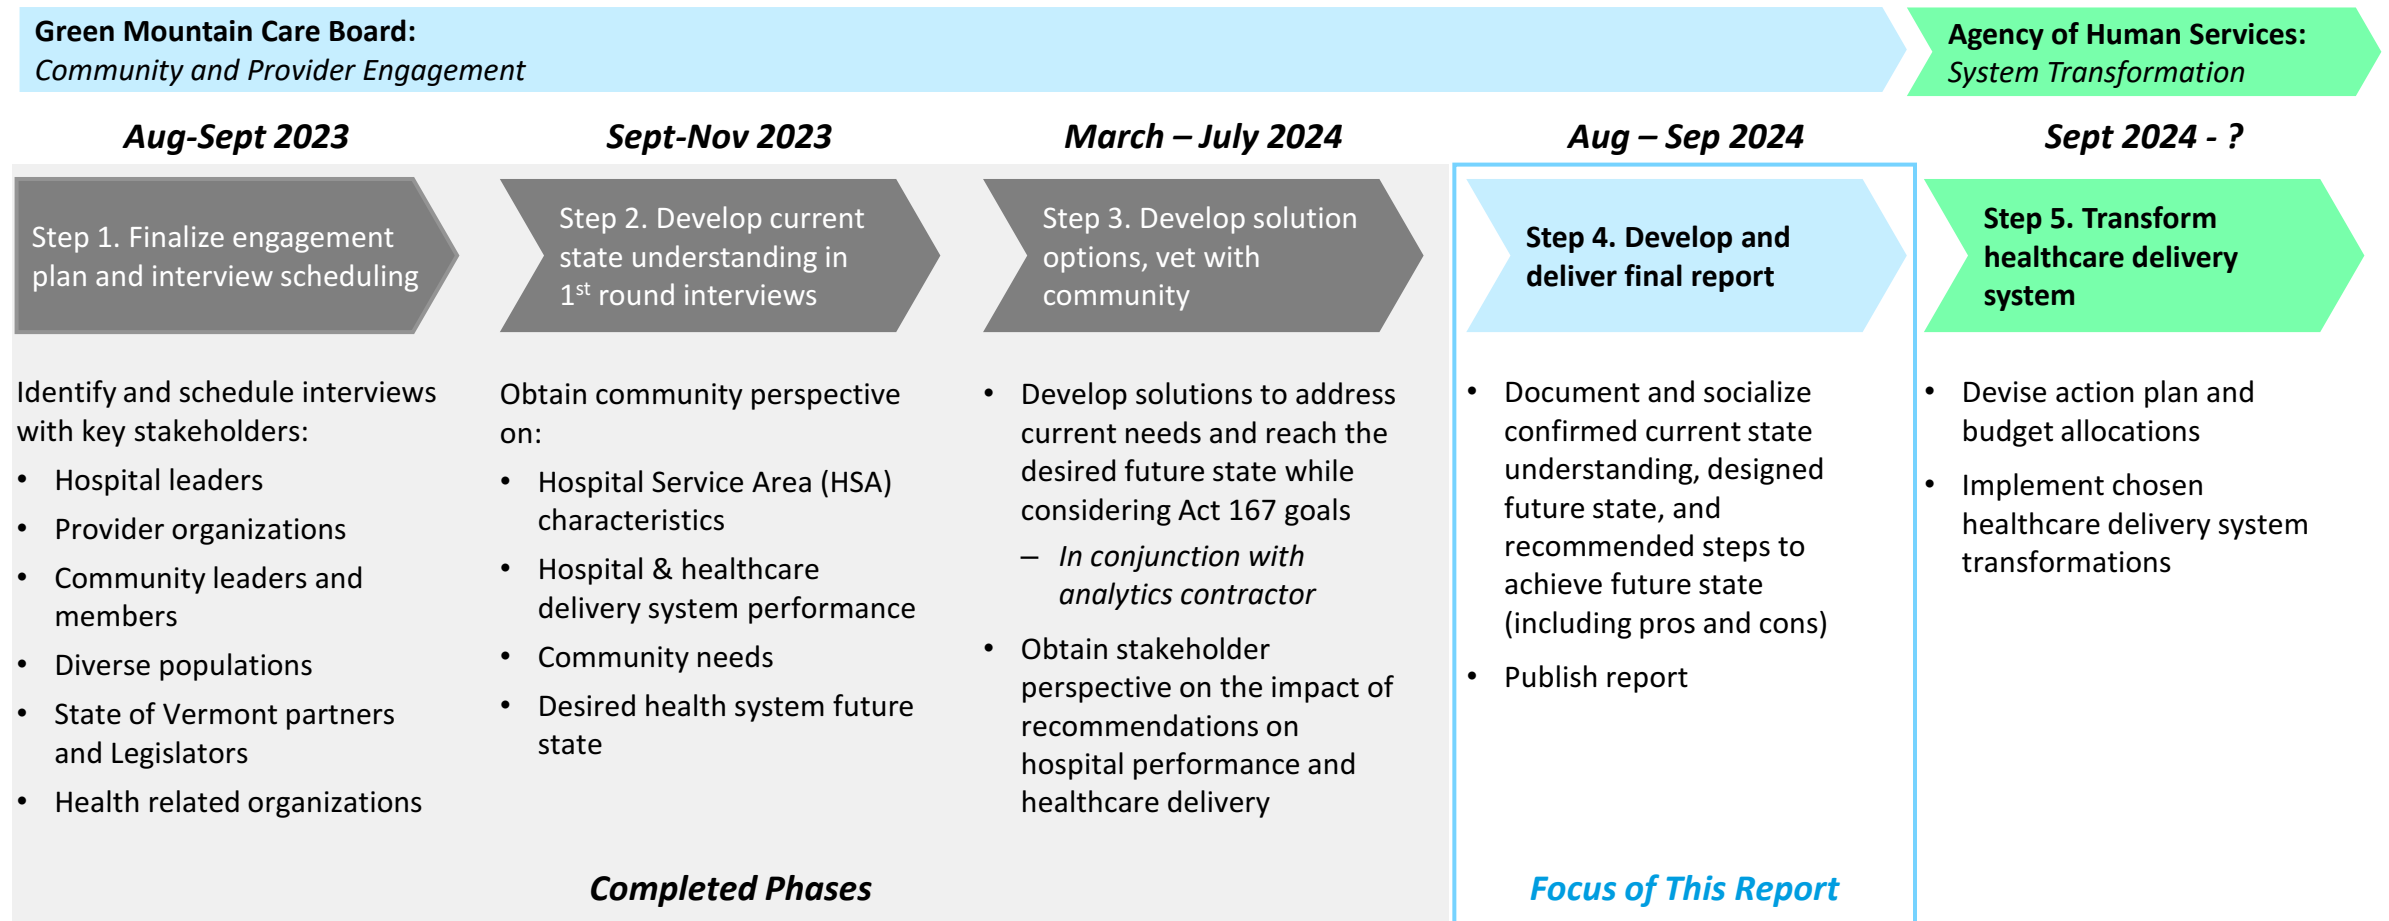 Green Mountain Care Board:
Community and Provider Engagement
Agency of Human Services:
System Transformation
Aug-Sept 2023
Sept-Nov 2023
March – July 2024
Aug – Sep 2024
Sept 2024 - ?
Step 1. Finalize engagement
plan and interview scheduling
Step 2. Develop current
state understanding in
1st round interviews
Step 3. Develop solution
options, vet with
community
Step 4. Develop and
deliver final report
Step 5. Transform
healthcare delivery
system
Identify and schedule interviews
with key stakeholders:
• Hospital leaders
• Provider organizations
• Community leaders and
members
• Diverse populations
• State of Vermont partners
and Legislators
• Health related organizations
Obtain community perspective
on:
• Hospital Service Area (HSA)
characteristics
• Hospital & healthcare
delivery system performance
• Community needs
• Desired health system future
state
• Develop solutions to address
current needs and reach the
desired future state while
considering Act 167 goals
– In conjunction with
analytics contractor
• Obtain stakeholder
perspective on the impact of
recommendations on
hospital performance and
healthcare delivery
• Document and socialize
confirmed current state
understanding, designed
future state, and
recommended steps to
achieve future state
(including pros and cons)
• Publish report
• Devise action plan and
budget allocations
• Implement chosen
healthcare delivery system
transformations
Completed Phases
Focus of This Report